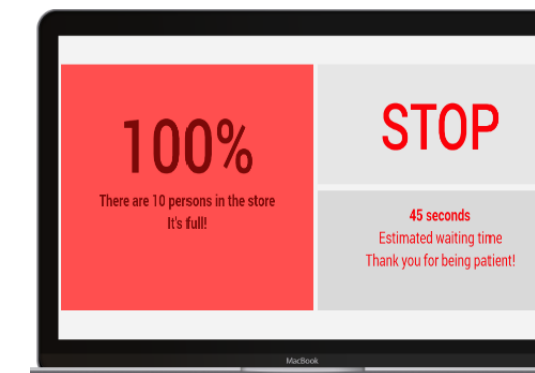 100%
There are 10 persons in the store
It's full!
STOP
45 seconds
Estimated waiting time
Thank you for being patient!
MacBook